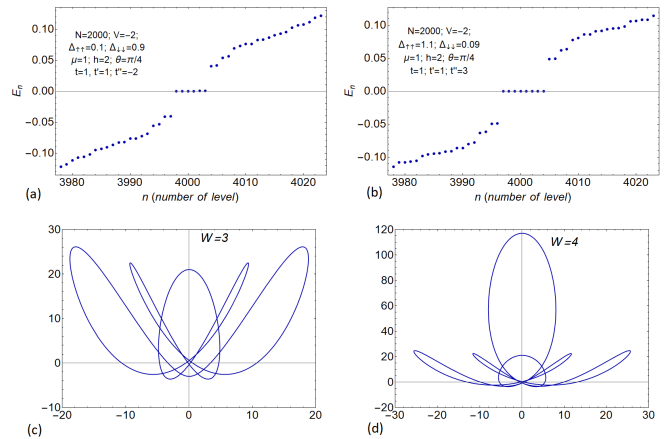 0.10
0.05
0.00
-0.05
-0.10
E_n
N=2000; V=−2;
Δ↑↑=0.1; Δ↓↓=0.9
μ=1; h=2; θ=π/4
t=1, t'=1; t''=−2
3980 3990 4000 4010 4020
n (number of level)
(a)
0.10
0.05
0.00
-0.05
-0.10
E_n
N=2000; V=−2;
Δ↑↑=1.1; Δ↓↓=0.09
μ=1; h=2; θ=π/4
t=1; t'=1; t''=3
3980 3990 4000 4010 4020
n (number of level)
(b)
W=3
30
20
10
0
-10
-20 -10 0 10 20
(c)
W=4
120
100
80
60
40
20
0
-20
-30 -20 -10 0 10 20 30
(d)